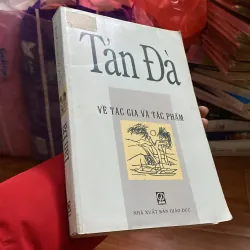 Tản Đà
VỀ TÁC GIA VÀ TÁC PHẨM
NHÀ XUẤT BẢN GIÁO DỤC